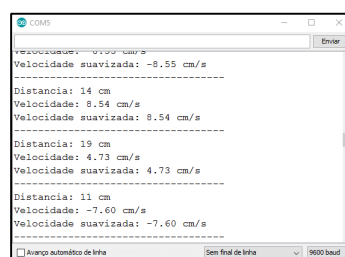 COM5
Enviar
Velocidade suavizada: -8.55 cm/s
------------------------------------
Distancia: 14 cm
Velocidade: 8.54 cm/s
Velocidade suavizada: 8.54 cm/s
------------------------------------
Distancia: 19 cm
Velocidade: 4.73 cm/s
Velocidade suavizada: 4.73 cm/s
------------------------------------
Distancia: 11 cm
Velocidade: -7.60 cm/s
Velocidade suavizada: -7.60 cm/s
------------------------------------
Avanço automático de linha Sem final de linha 9600 baud